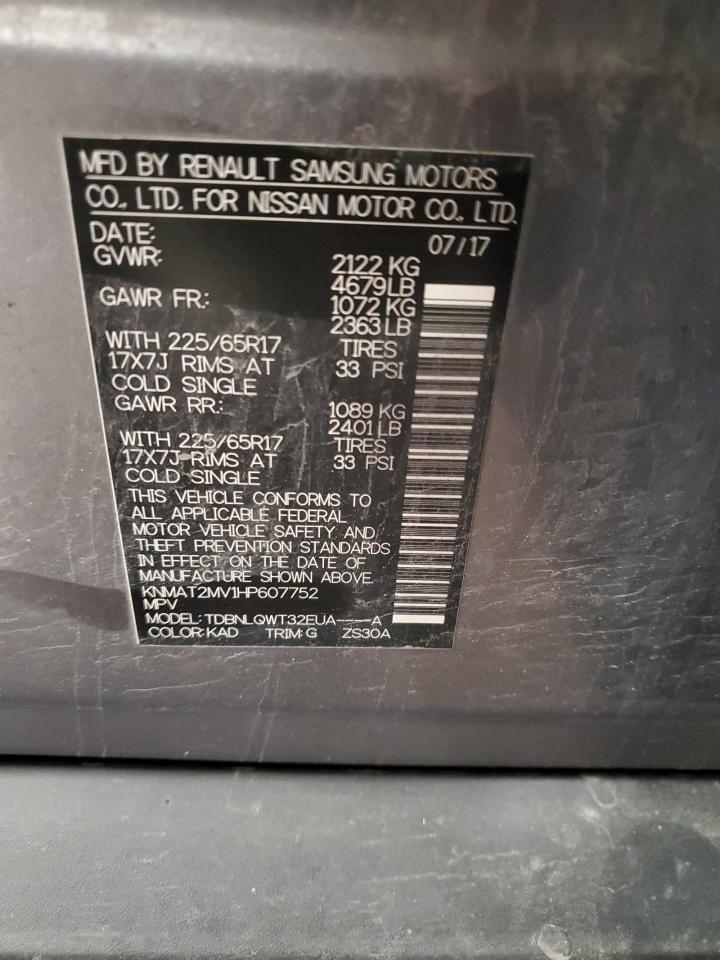 MFD BY RENAULT SAMSUNG MOTORS
CO., LTD. FOR NISSAN MOTOR CO., LTD.
DATE: 07/17
GVWR: 2122 KG
4679LB
GAWR FR.: 1072 KG
2363 LB
WITH 225/65R17 TIRES
17X7J RIMS AT 33 PSI
COLD SINGLE
GAWR RR.: 1089 KG
2401 LB
WITH 225/65R17 TIRES
17X7J RIMS AT 33 PSI
COLD SINGLE
THIS VEHICLE CONFORMS TO
ALL APPLICABLE FEDERAL
MOTOR VEHICLE SAFETY AND
THEFT PREVENTION STANDARDS
IN EFFECT ON THE DATE OF
MANUFACTURE SHOWN ABOVE.
KNMAT2MV1HP607752
MPV
MODEL: TDBNLQWT32EUA----A
COLOR: KAD TRIM: G ZS30A